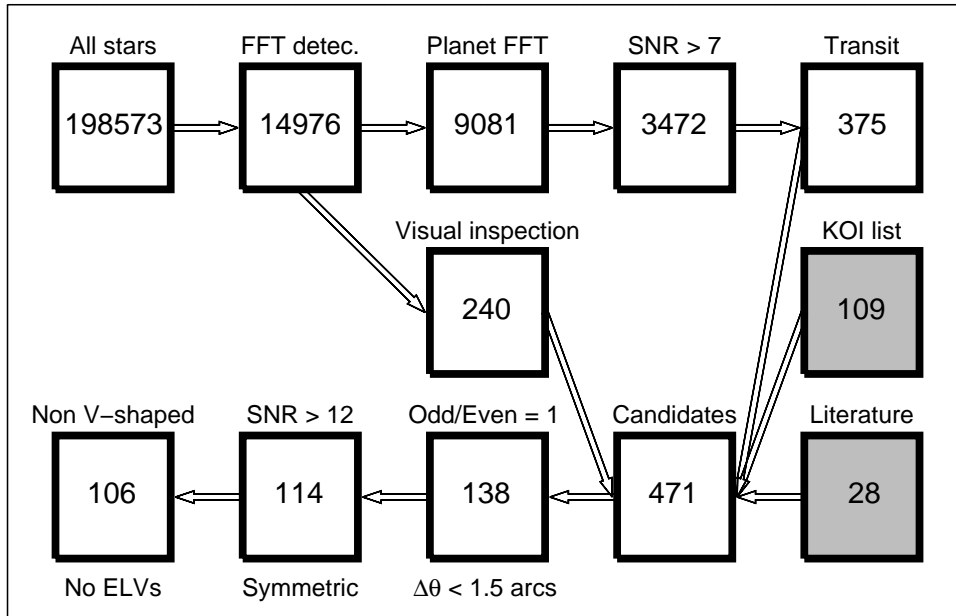 All stars
FFT detec.
Planet FFT
SNR > 7
Transit
198573
14976
9081
3472
375
Visual inspection
KOI list
240
109
Non V−shaped
SNR > 12
Odd/Even = 1
Candidates
Literature
106
114
138
471
28
No ELVs
Symmetric
Δθ < 1.5 arcs